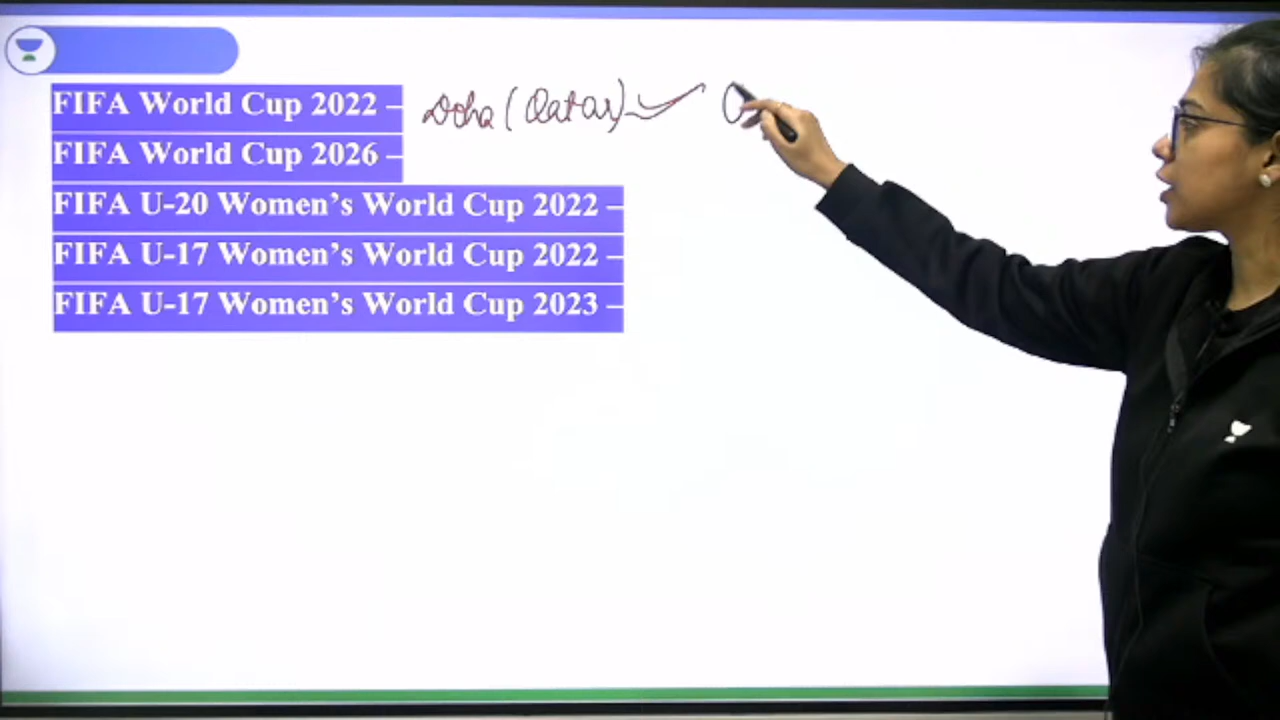 FIFA World Cup 2022 – Doha (Qatar)
FIFA World Cup 2026 –
FIFA U-20 Women’s World Cup 2022 –
FIFA U-17 Women’s World Cup 2022 –
FIFA U-17 Women’s World Cup 2023 –